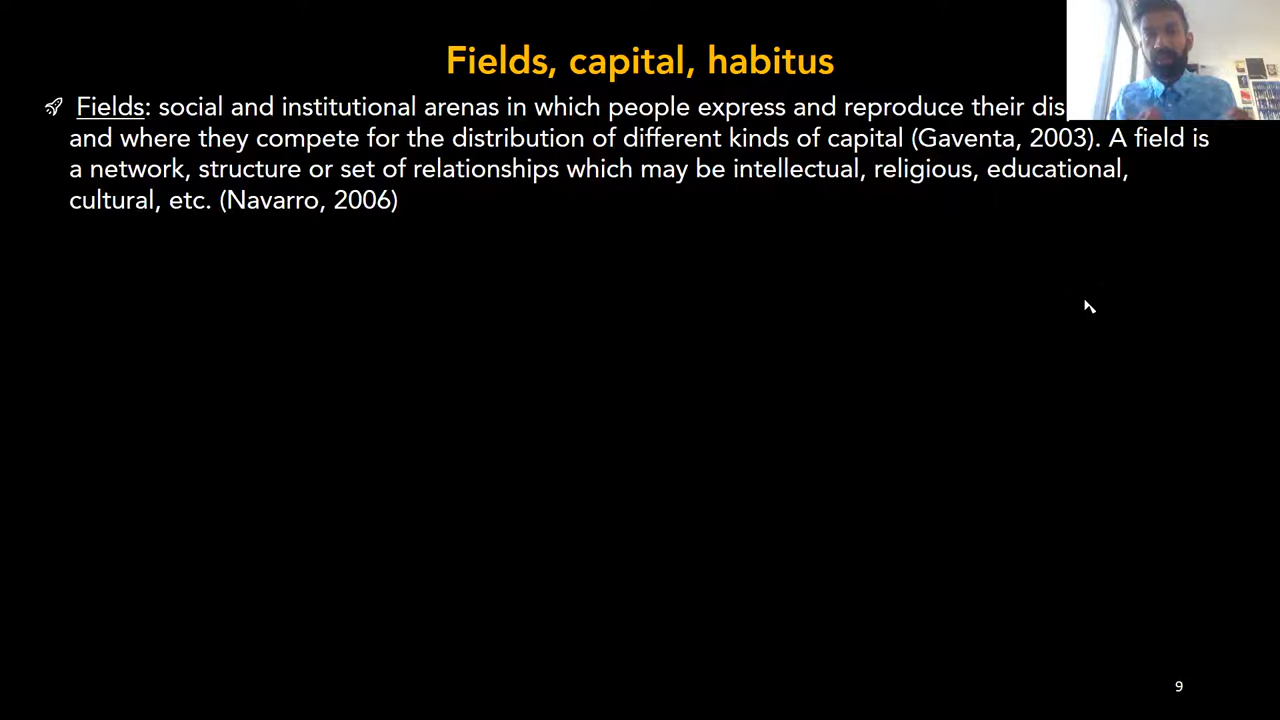 Fields, capital, habitus
Fields: social and institutional arenas in which people express and reproduce their
and where they compete for the distribution of different kinds of capital (Gaventa, 2003). A field is
a network, structure or set of relationships which may be intellectual, religious, educational,
cultural, etc. (Navarro, 2006)
9